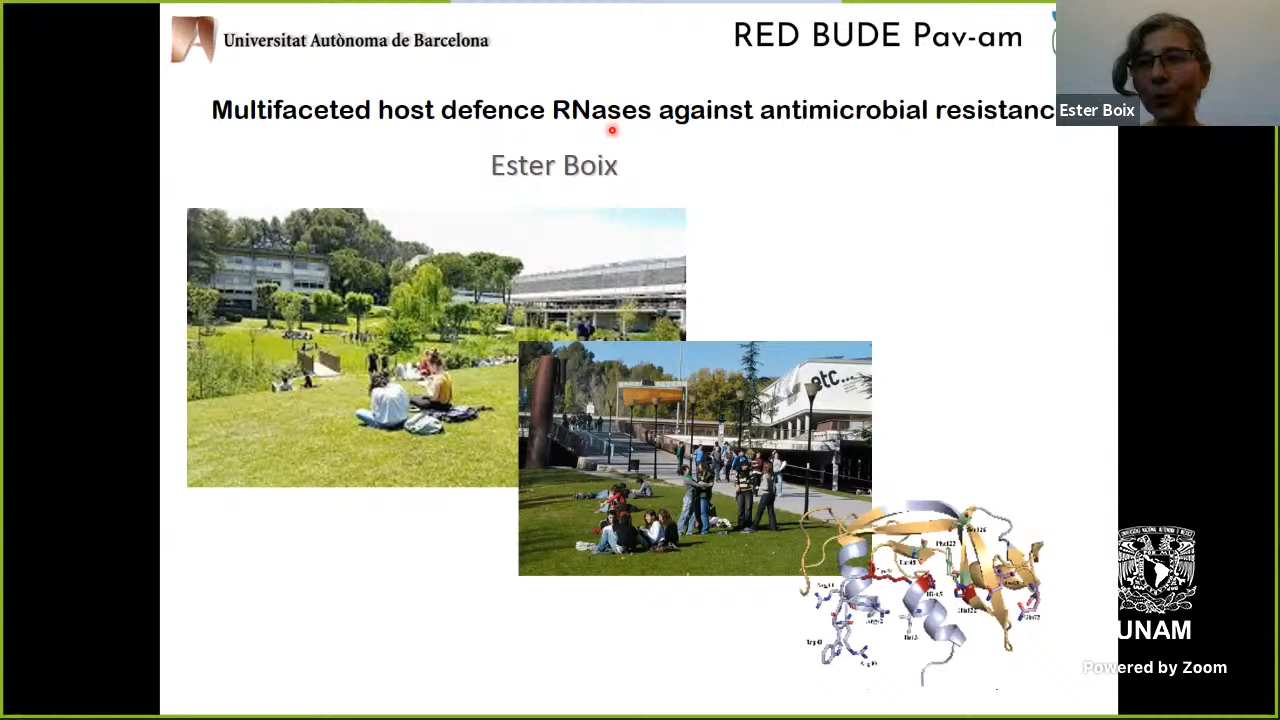 Universitat Autònoma de Barcelona
RED BUDE Pav-am
Multifaceted host defence RNases against antimicrobial resistanc
Ester Boix
Ester Boix
etc...
UNAM
Powered by Zoom